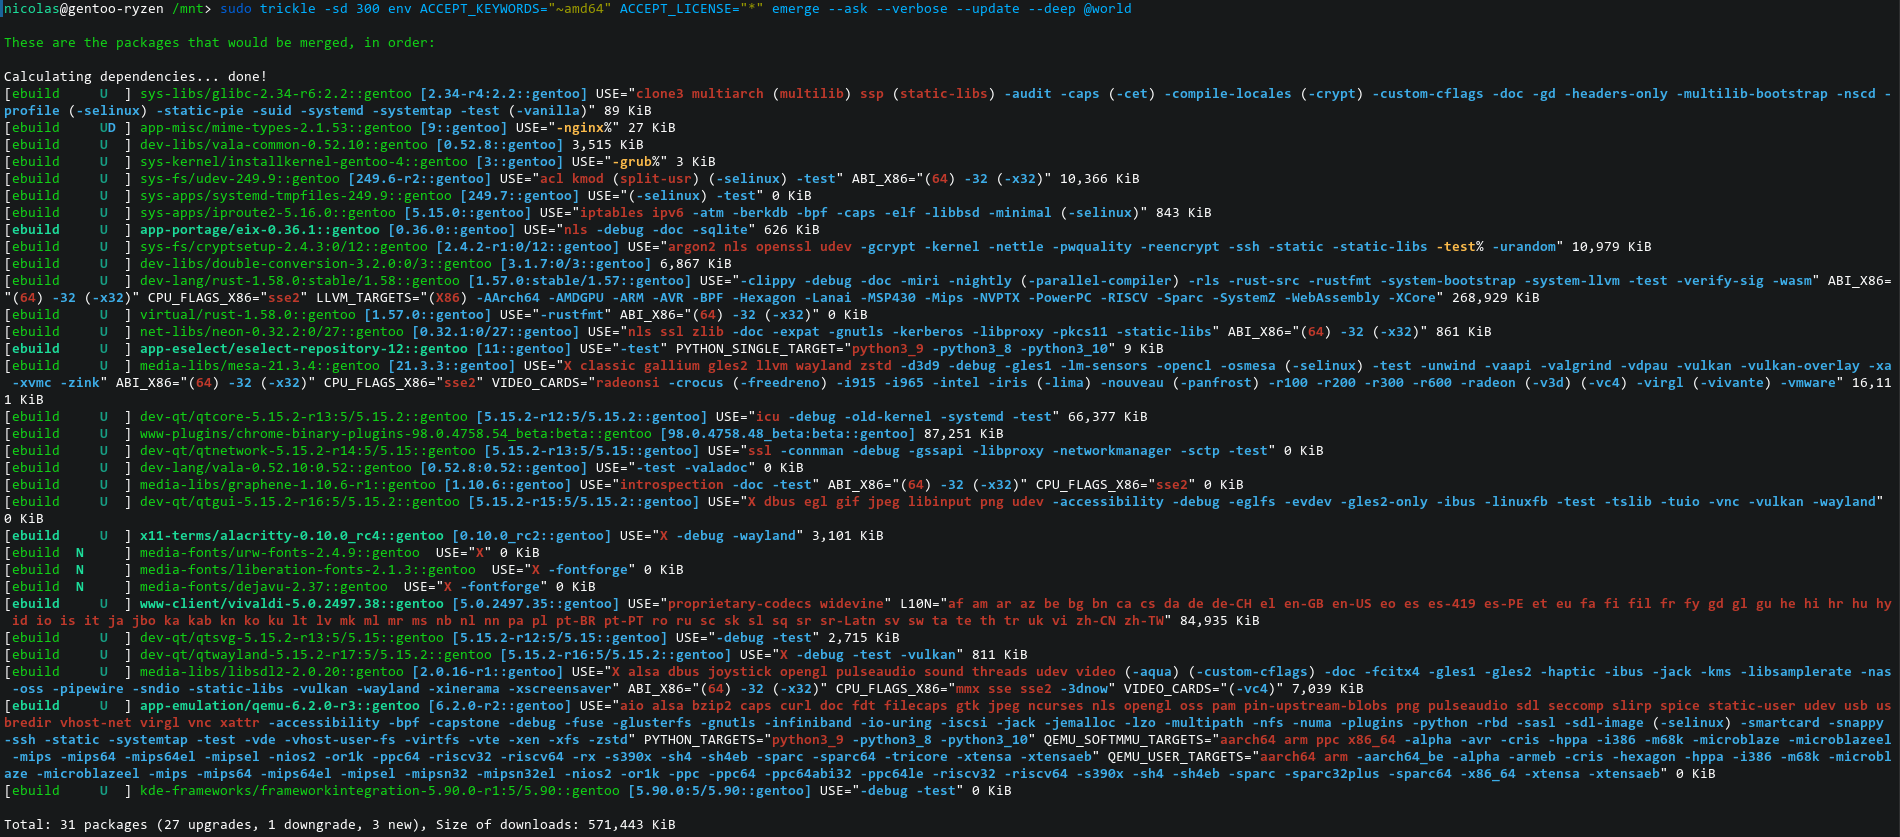 nicolas@gentoo-ryzen /mnt> sudo trickle -sd 300 env ACCEPT_KEYWORDS="~amd64" ACCEPT_LICENSE="*" emerge --ask --verbose --update --deep @world
These are the packages that would be merged, in order:
Calculating dependencies... done!
[ebuild     U  ] sys-libs/glibc-2.34-r6:2.2::gentoo [2.34-r4:2.2::gentoo] USE="clone3 multiarch (multilib) ssp (static-libs) -audit -caps (-cet) -compile-locales (-crypt) -custom-cflags -doc -gd -headers-only -multilib-bootstrap -nscd -
profile (-selinux) -static-pie -suid -systemd -systemtap -test (-vanilla)" 89 KiB
[ebuild     UD ] app-misc/mime-types-2.1.53::gentoo [9::gentoo] USE="-nginx%" 27 KiB
[ebuild     U  ] dev-libs/vala-common-0.52.10::gentoo [0.52.8::gentoo] 3,515 KiB
[ebuild     U  ] sys-kernel/installkernel-gentoo-4::gentoo [3::gentoo] USE="-grub%" 3 KiB
[ebuild     U  ] sys-fs/udev-249.9::gentoo [249.6-r2::gentoo] USE="acl kmod (split-usr) (-selinux) -test" ABI_X86="(64) -32 (-x32)" 10,366 KiB
[ebuild     U  ] sys-apps/systemd-tmpfiles-249.9::gentoo [249.7::gentoo] USE="(-selinux) -test" 0 KiB
[ebuild     U  ] sys-apps/iproute2-5.16.0::gentoo [5.15.0::gentoo] USE="iptables ipv6 -atm -berkdb -bpf -caps -elf -libbsd -minimal (-selinux)" 843 KiB
[ebuild     U  ] app-portage/eix-0.36.1::gentoo [0.36.0::gentoo] USE="nls -debug -doc -sqlite" 626 KiB
[ebuild     U  ] sys-fs/cryptsetup-2.4.3:0/12::gentoo [2.4.2-r1:0/12::gentoo] USE="argon2 nls openssl udev -gcrypt -kernel -nettle -pwquality -reencrypt -ssh -static -static-libs -test% -urandom" 10,979 KiB
[ebuild     U  ] dev-libs/double-conversion-3.2.0:0/3::gentoo [3.1.7:0/3::gentoo] 6,867 KiB
[ebuild     U  ] dev-lang/rust-1.58.0:stable/1.58::gentoo [1.57.0:stable/1.57::gentoo] USE="-clippy -debug -doc -miri -nightly (-parallel-compiler) -rls -rust-src -rustfmt -system-bootstrap -system-llvm -test -verify-sig -wasm" ABI_X86=
"(64) -32 (-x32)" CPU_FLAGS_X86="sse2" LLVM_TARGETS="(X86) -AArch64 -AMDGPU -ARM -AVR -BPF -Hexagon -Lanai -MSP430 -Mips -NVPTX -PowerPC -RISCV -Sparc -SystemZ -WebAssembly -XCore" 268,929 KiB
[ebuild     U  ] virtual/rust-1.58.0::gentoo [1.57.0::gentoo] USE="-rustfmt" ABI_X86="(64) -32 (-x32)" 0 KiB
[ebuild     U  ] net-libs/neon-0.32.2:0/27::gentoo [0.32.1:0/27::gentoo] USE="nls ssl zlib -doc -expat -gnutls -kerberos -libproxy -pkcs11 -static-libs" ABI_X86="(64) -32 (-x32)" 861 KiB
[ebuild     U  ] app-eselect/eselect-repository-12::gentoo [11::gentoo] USE="-test" PYTHON_SINGLE_TARGET="python3_9 -python3_8 -python3_10" 9 KiB
[ebuild     U  ] media-libs/mesa-21.3.4::gentoo [21.3.3::gentoo] USE="X classic gallium gles2 llvm wayland zstd -d3d9 -debug -gles1 -lm-sensors -opencl -osmesa (-selinux) -test -unwind -vaapi -valgrind -vdpau -vulkan -vulkan-overlay -xa
-xvmc -zink" ABI_X86="(64) -32 (-x32)" CPU_FLAGS_X86="sse2" VIDEO_CARDS="radeonsi -crocus (-freedreno) -i915 -i965 -intel -iris (-lima) -nouveau (-panfrost) -r100 -r200 -r300 -r600 -radeon (-v3d) (-vc4) -virgl (-vivante) -vmware" 16,11
1 KiB
[ebuild     U  ] dev-qt/qtcore-5.15.2-r13:5/5.15.2::gentoo [5.15.2-r12:5/5.15.2::gentoo] USE="icu -debug -old-kernel -systemd -test" 66,377 KiB
[ebuild     U  ] www-plugins/chrome-binary-plugins-98.0.4758.54_beta:beta::gentoo [98.0.4758.48_beta:beta::gentoo] 87,251 KiB
[ebuild     U  ] dev-qt/qtnetwork-5.15.2-r14:5/5.15::gentoo [5.15.2-r13:5/5.15::gentoo] USE="ssl -connman -debug -gssapi -libproxy -networkmanager -sctp -test" 0 KiB
[ebuild     U  ] dev-lang/vala-0.52.10:0.52::gentoo [0.52.8:0.52::gentoo] USE="-test -valadoc" 0 KiB
[ebuild     U  ] media-libs/graphene-1.10.6-r1::gentoo [1.10.6::gentoo] USE="introspection -doc -test" ABI_X86="(64) -32 (-x32)" CPU_FLAGS_X86="sse2" 0 KiB
[ebuild     U  ] dev-qt/qtgui-5.15.2-r16:5/5.15.2::gentoo [5.15.2-r15:5/5.15.2::gentoo] USE="X dbus egl gif jpeg libinput png udev -accessibility -debug -eglfs -evdev -gles2-only -ibus -linuxfb -test -tslib -tuio -vnc -vulkan -wayland"
0 KiB
[ebuild     U  ] x11-terms/alacritty-0.10.0_rc4::gentoo [0.10.0_rc2::gentoo] USE="X -debug -wayland" 3,101 KiB
[ebuild  N     ] media-fonts/urw-fonts-2.4.9::gentoo  USE="X" 0 KiB
[ebuild  N     ] media-fonts/liberation-fonts-2.1.3::gentoo  USE="X -fontforge" 0 KiB
[ebuild  N     ] media-fonts/dejavu-2.37::gentoo  USE="X -fontforge" 0 KiB
[ebuild     U  ] www-client/vivaldi-5.0.2497.38::gentoo [5.0.2497.35::gentoo] USE="proprietary-codecs widevine" L10N="af am ar az be bg bn ca cs da de de-CH el en-GB en-US eo es es-419 es-PE et eu fa fi fil fr fy gd gl gu he hi hr hu hy
id io is it ja jbo ka kab kn ko ku lt lv mk ml mr ms nb nl nn pa pl pt-BR pt-PT ro ru sc sk sl sq sr sr-Latn sv sw ta te th tr uk vi zh-CN zh-TW" 84,935 KiB
[ebuild     U  ] dev-qt/qtsvg-5.15.2-r13:5/5.15::gentoo [5.15.2-r12:5/5.15::gentoo] USE="-debug -test" 2,715 KiB
[ebuild     U  ] dev-qt/qtwayland-5.15.2-r17:5/5.15.2::gentoo [5.15.2-r16:5/5.15.2::gentoo] USE="X -debug -test -vulkan" 811 KiB
[ebuild     U  ] media-libs/libsdl2-2.0.20::gentoo [2.0.16-r1::gentoo] USE="X alsa dbus joystick opengl pulseaudio sound threads udev video (-aqua) (-custom-cflags) -doc -fcitx4 -gles1 -gles2 -haptic -ibus -jack -kms -libsamplerate -nas
-oss -pipewire -sndio -static-libs -vulkan -wayland -xinerama -xscreensaver" ABI_X86="(64) -32 (-x32)" CPU_FLAGS_X86="mmx sse sse2 -3dnow" VIDEO_CARDS="(-vc4)" 7,039 KiB
[ebuild     U  ] app-emulation/qemu-6.2.0-r3::gentoo [6.2.0-r2::gentoo] USE="aio alsa bzip2 caps curl doc fdt filecaps gtk jpeg ncurses nls opengl oss pam pin-upstream-blobs png pulseaudio sdl seccomp slirp spice static-user udev usb us
bredir vhost-net virgl vnc xattr -accessibility -bpf -capstone -debug -fuse -glusterfs -gnutls -infiniband -io-uring -iscsi -jack -jemalloc -lzo -multipath -nfs -numa -plugins -python -rbd -sasl -sdl-image (-selinux) -smartcard -snappy
-ssh -static -systemtap -test -vde -vhost-user-fs -virtfs -vte -xen -xfs -zstd" PYTHON_TARGETS="python3_9 -python3_8 -python3_10" QEMU_SOFTMMU_TARGETS="aarch64 arm ppc x86_64 -alpha -avr -cris -hppa -i386 -m68k -microblaze -microblazeel
-mips -mips64 -mips64el -mipsel -nios2 -or1k -ppc64 -riscv32 -riscv64 -rx -s390x -sh4 -sh4eb -sparc -sparc64 -tricore -xtensa -xtensaeb" QEMU_USER_TARGETS="aarch64 arm -aarch64_be -alpha -armeb -cris -hexagon -hppa -i386 -m68k -microbl
aze -microblazeel -mips -mips64 -mips64el -mipsel -mipsn32 -mipsn32el -nios2 -or1k -ppc -ppc64 -ppc64abi32 -ppc64le -riscv32 -riscv64 -s390x -sh4 -sh4eb -sparc -sparc32plus -sparc64 -x86_64 -xtensa -xtensaeb" 0 KiB
[ebuild     U  ] kde-frameworks/frameworkintegration-5.90.0-r1:5/5.90::gentoo [5.90.0:5/5.90::gentoo] USE="-debug -test" 0 KiB
Total: 31 packages (27 upgrades, 1 downgrade, 3 new), Size of downloads: 571,443 KiB